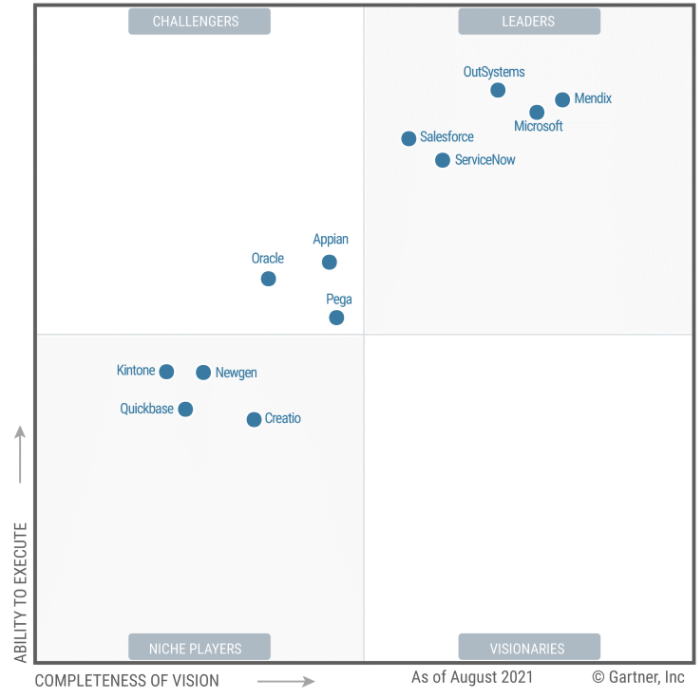 CHALLENGERS
LEADERS
OutSystems
Mendix
Microsoft
Salesforce
ServiceNow
Appian
Oracle
Pega
Kintone
Newgen
Quickbase
Creatio
ABILITY TO EXECUTE
NICHE PLAYERS
VISIONARIES
COMPLETENESS OF VISION
As of August 2021
© Gartner, Inc